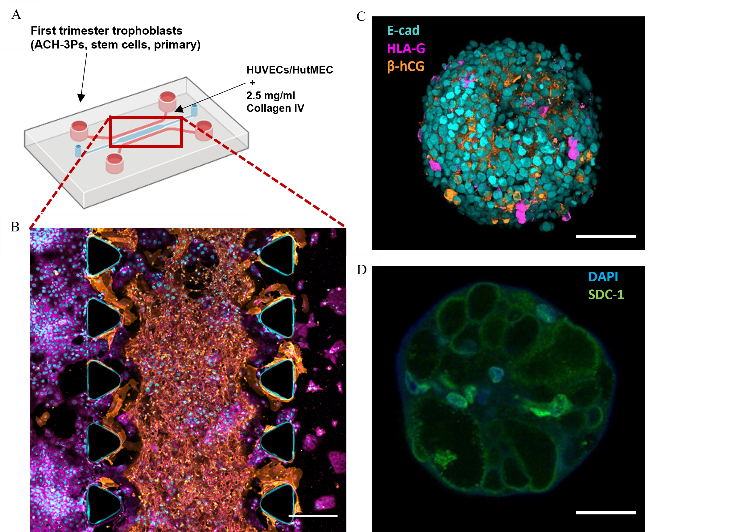 A
First trimester trophoblasts
(ACH-3Ps, stem cells, primary)
HUVECs/HutMEC
+
2.5 mg/ml
Collagen IV
B
C
E-cad
HLA-G
β-hCG
D
DAPI
SDC-1